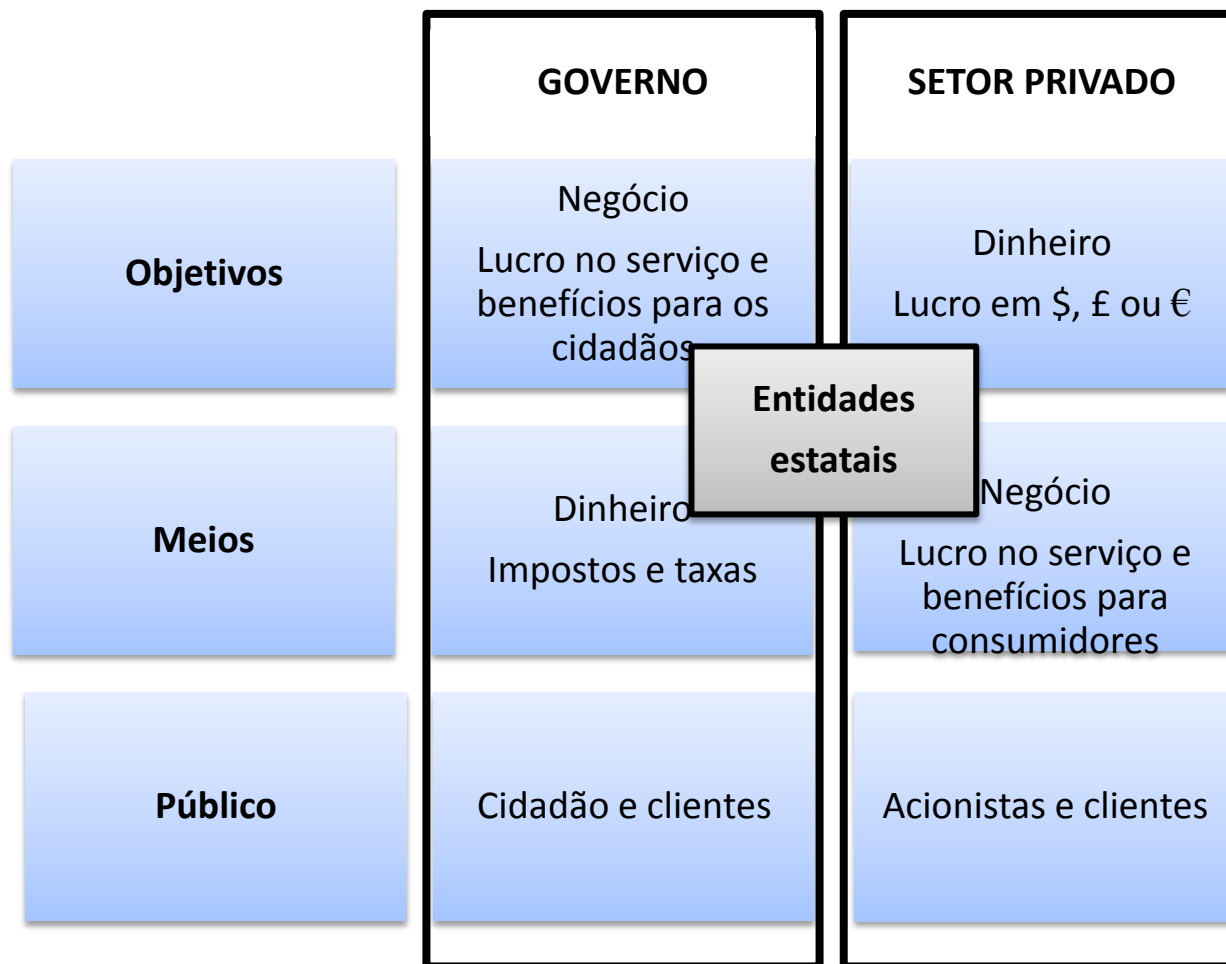 GOVERNO
SETOR PRIVADO
Objetivos
Negócio
Lucro no serviço e
benefícios para os
cidadãos
Dinheiro
Lucro em $, £ ou €
Entidades
estatais
Meios
Dinheiro
Impostos e taxas
Negócio
Lucro no serviço e
benefícios para
consumidores
Público
Cidadão e clientes
Acionistas e clientes